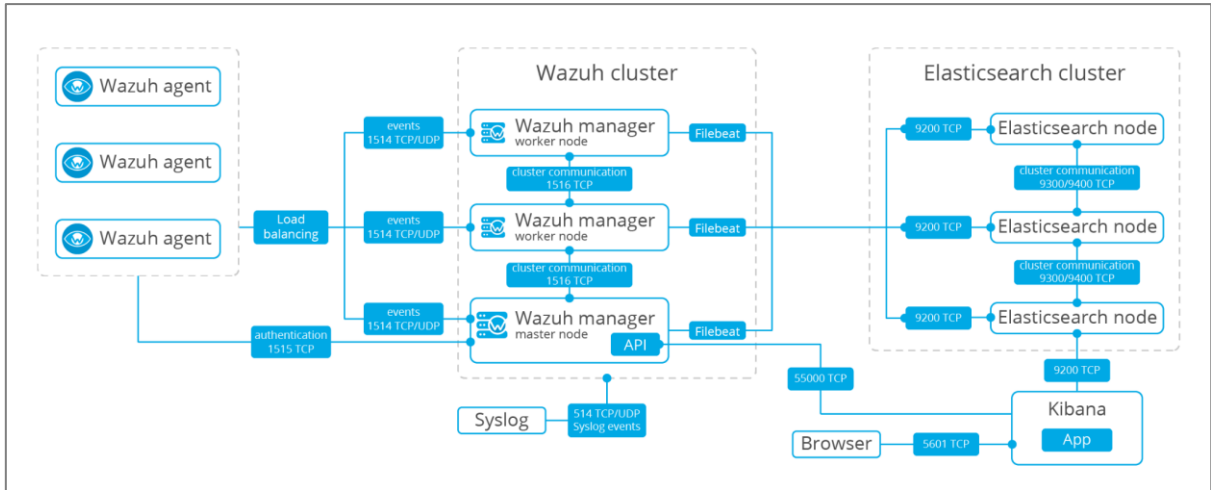 Wazuh cluster
Elasticsearch cluster
Wazuh agent
Wazuh agent
Wazuh agent
Load
balancing
events
1514 TCP/UDP
events
1514 TCP/UDP
events
1514 TCP/UDP
authentication
1515 TCP
Wazuh manager
worker node
cluster communication
1516 TCP
Wazuh manager
worker node
cluster communication
1516 TCP
Wazuh manager
master node
API
Filebeat
Filebeat
Filebeat
9200 TCP
9200 TCP
9200 TCP
Elasticsearch node
cluster communication
9300/9400 TCP
Elasticsearch node
cluster communication
9300/9400 TCP
Elasticsearch node
55000 TCP
9200 TCP
Syslog
514 TCP/UDP
Syslog events
Browser
5601 TCP
Kibana
App